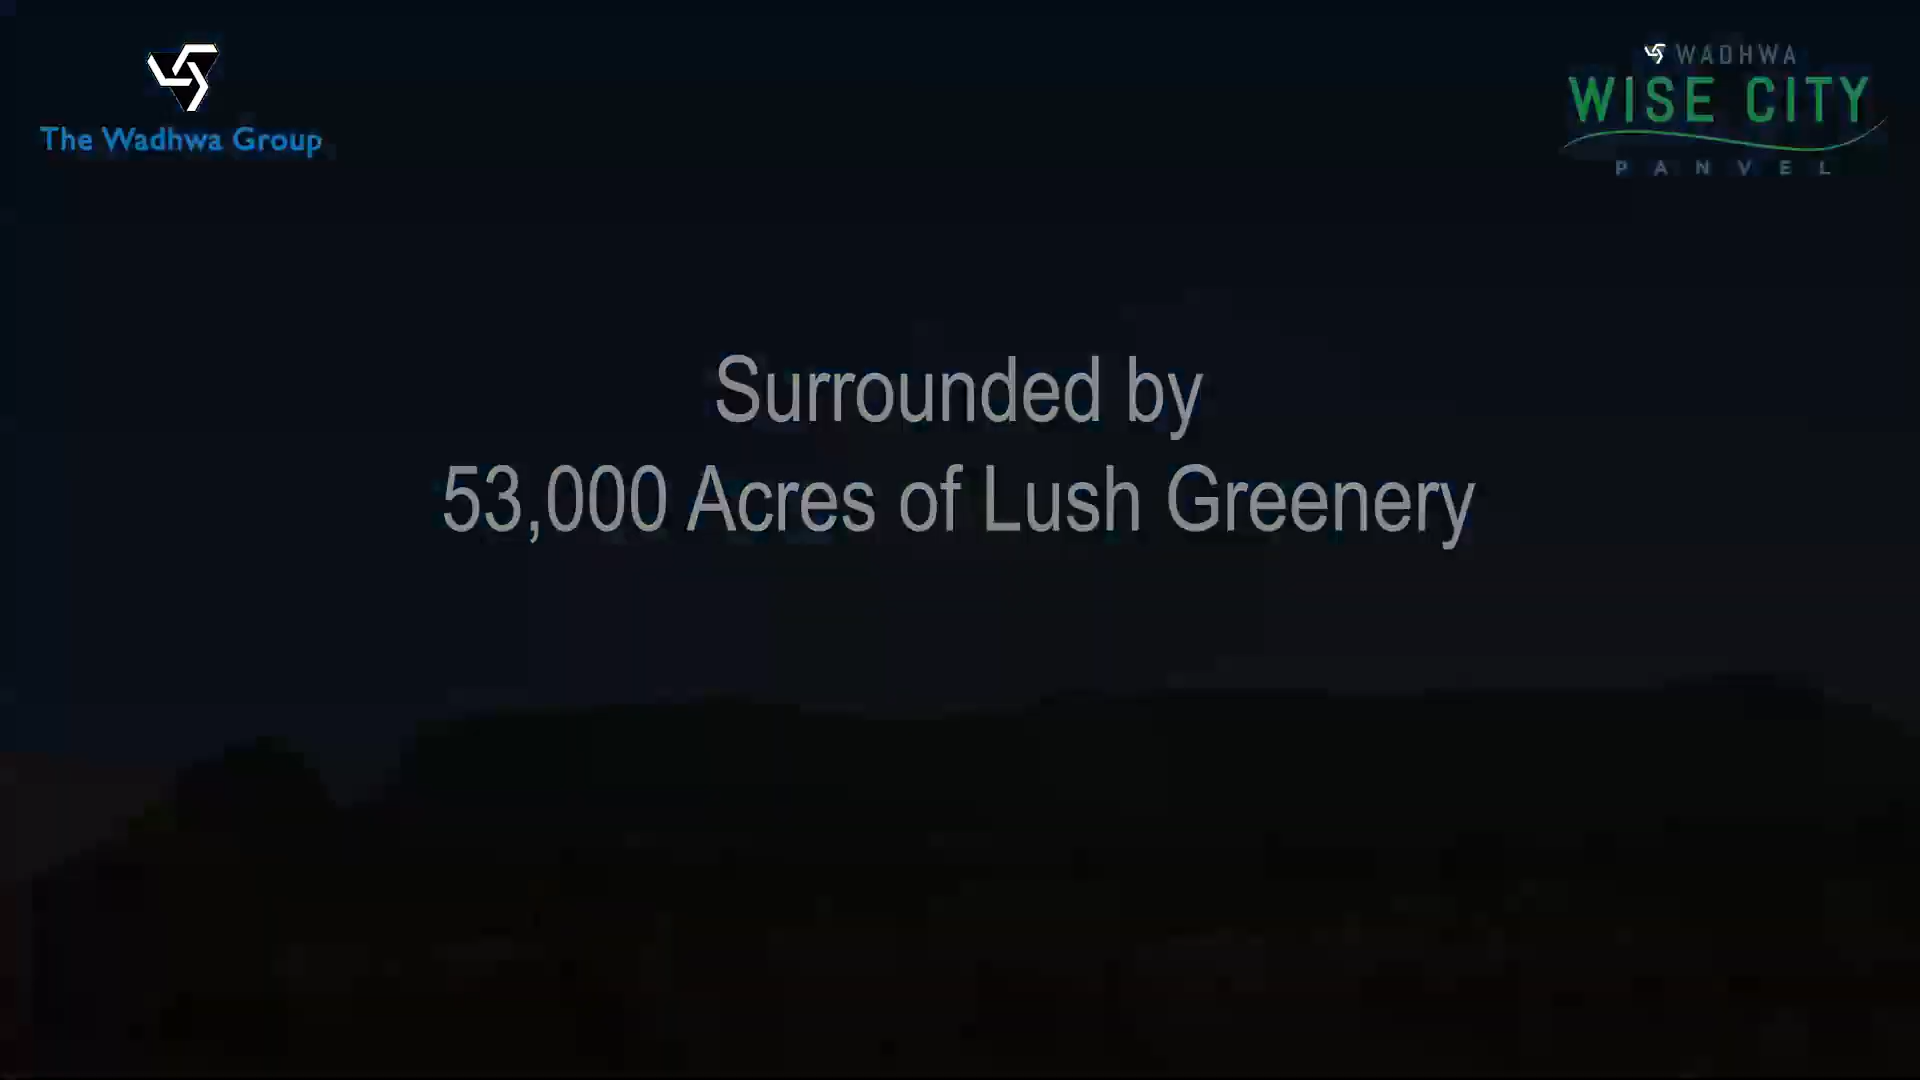 The Wadhwa Group
WADHWA
WISE CITY
PANVEL
Surrounded by
53,000 Acres of Lush Greenery